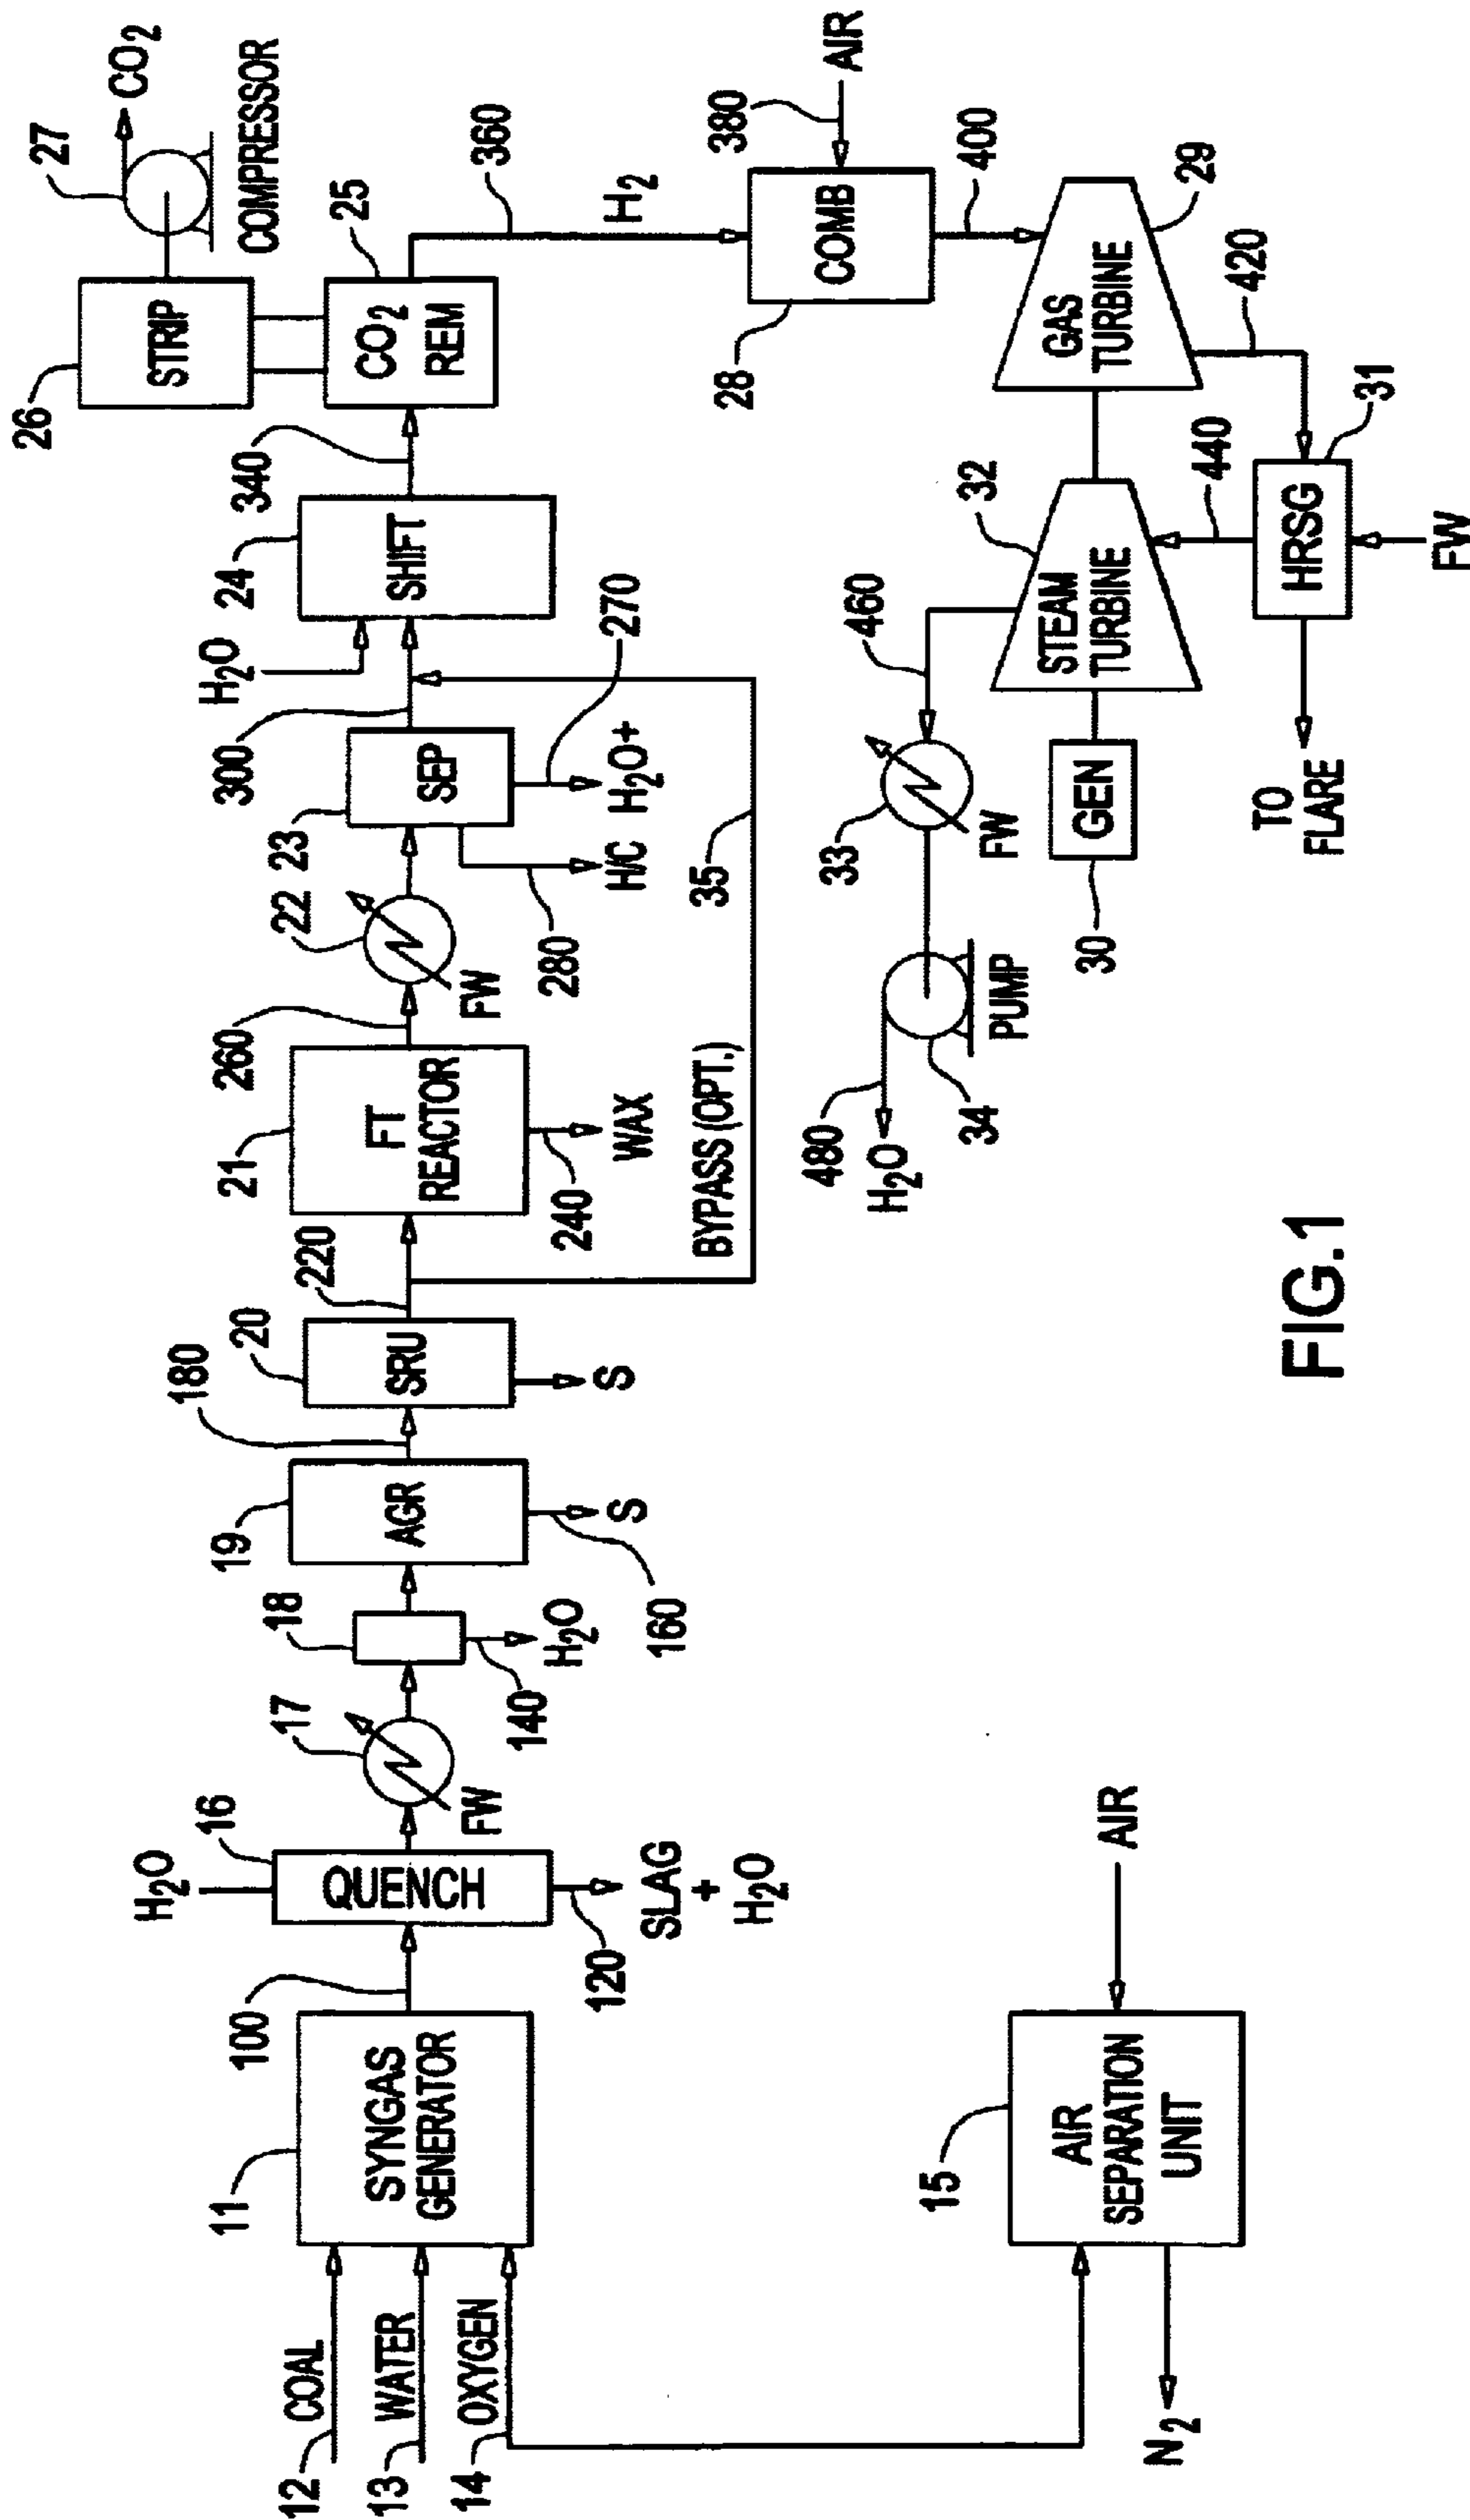 27
CO2
COMPRESSOR
26
STRIP
25
CO2
REM
360
H2
380
AIR
28
COMB
400
GAS
TURBINE
29
420
340
24
SHIFT
H2O
300
270
23
SEP
H2O+
HC
280
22
FW
35
260
21
FT
REACTOR
WAX
240
BYPASS (OPT.)
220
20
SRU
S
180
19
AGR
S
160
18
H2O
140
17
FW
H2O
16
QUENCH
SLAG
+
H2O
120
100
11
SYNGAS
GENERATOR
COAL
12
WATER
13
OXYGEN
14
15
AIR
SEPARATION
UNIT
AIR
N2
32
STEAM
TURBINE
440
31
HRSG
FW
TO
FLARE
GEN
30
460
33
FW
PUMP
34
480
H2O
FIG.1